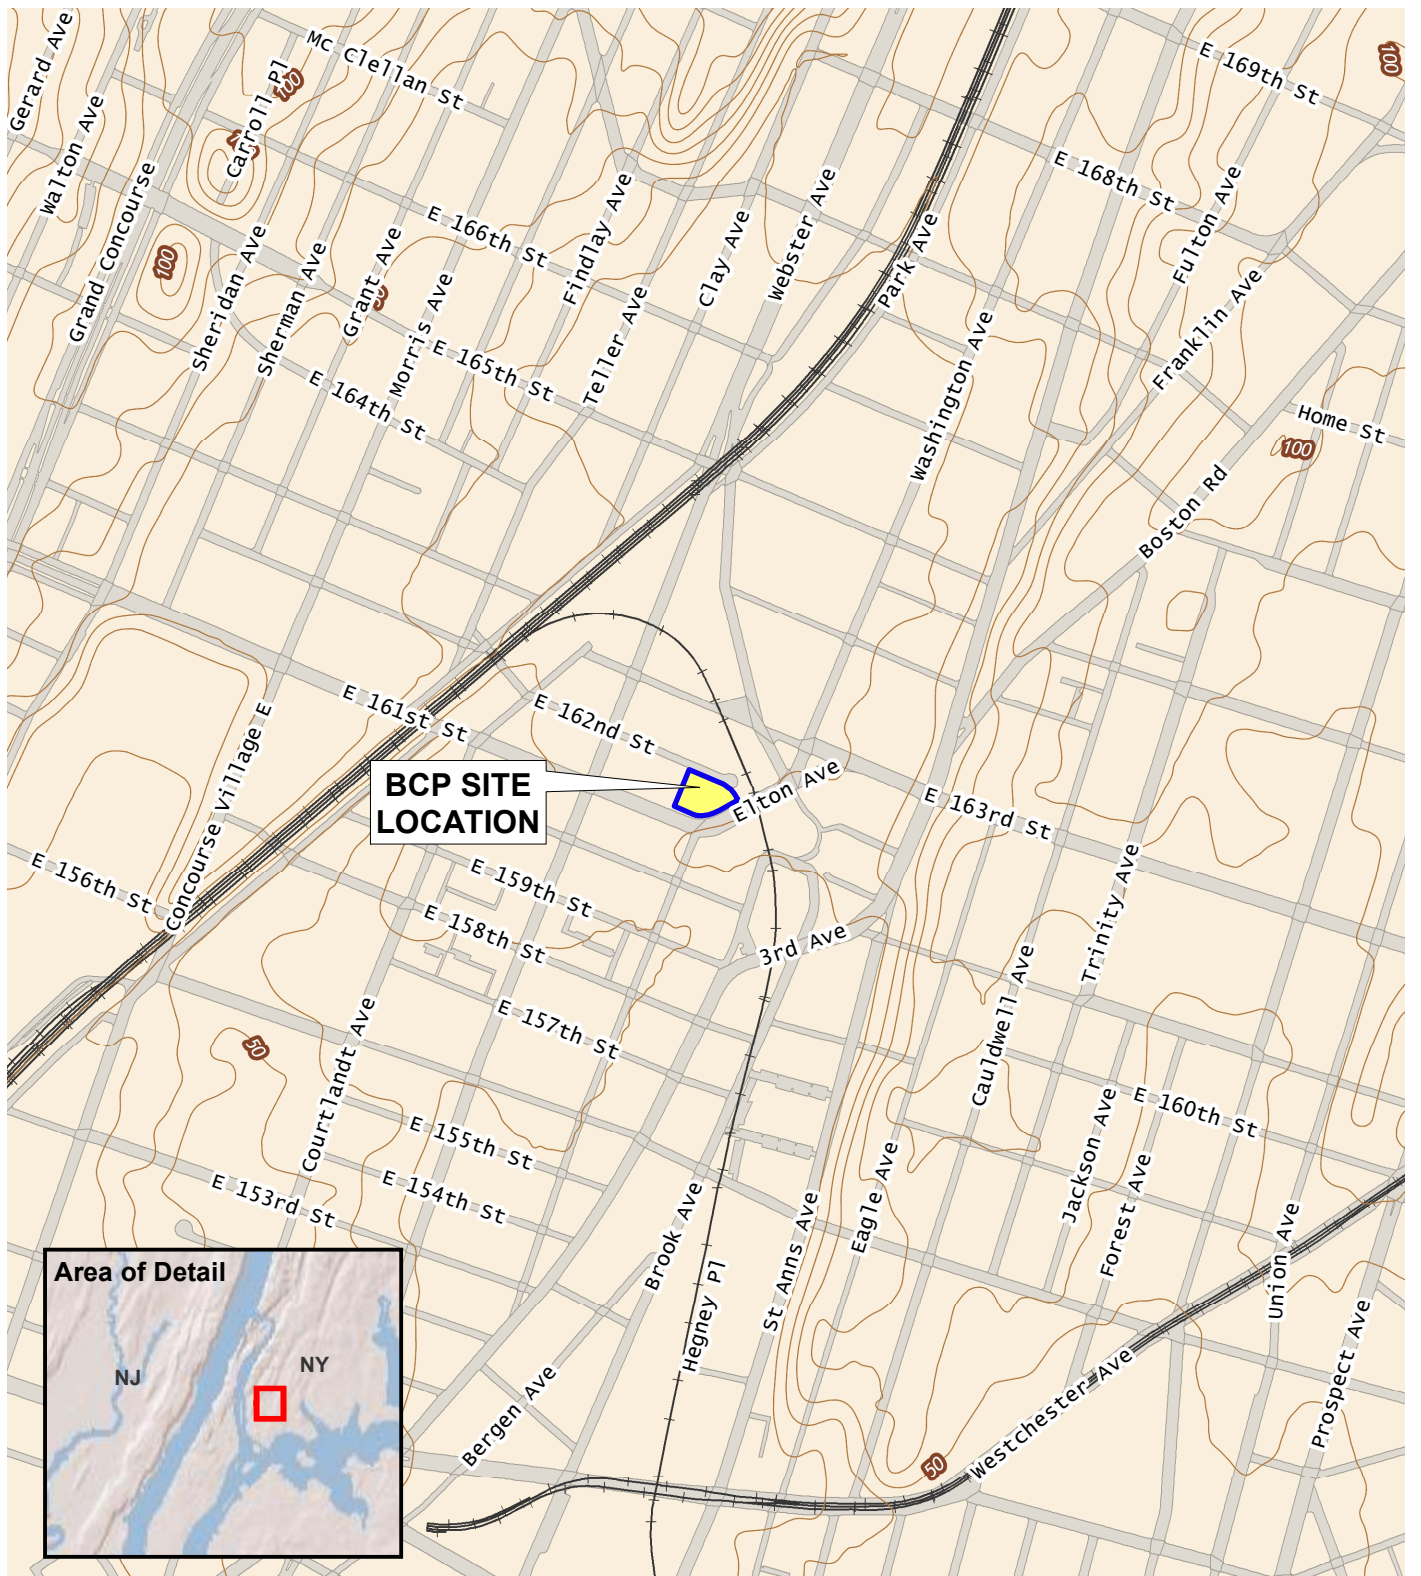 Gerard Ave
Walton Ave
Grand Concourse
Carroll Pl
100
Mc Clellan St
E 169th St
100
E 168th St
Fulton Ave
Franklin Ave
Park Ave
Webster Ave
Clay Ave
Findlay Ave
Teller Ave
E 166th St
100
Sheridan Ave
Sherman Ave
Grant Ave
Morris Ave
E 165th St
E 164th St
Washington Ave
Home St
100
Boston Rd
E 161st St
E 162nd St
Concourse Village E
BCP SITE
LOCATION
Elton Ave
E 163rd St
E 156th St
E 159th St
E 158th St
3rd Ave
Trinity Ave
Cauldwell Ave
E 157th St
50
Courtlandt Ave
E 155th St
E 154th St
E 153rd St
E 160th St
Jackson Ave
Forest Ave
Eagle Ave
St Anns Ave
Brook Ave
Hegney Pl
Union Ave
Prospect Ave
Westchester Ave
50
Bergen Ave
Area of Detail
NJ
NY